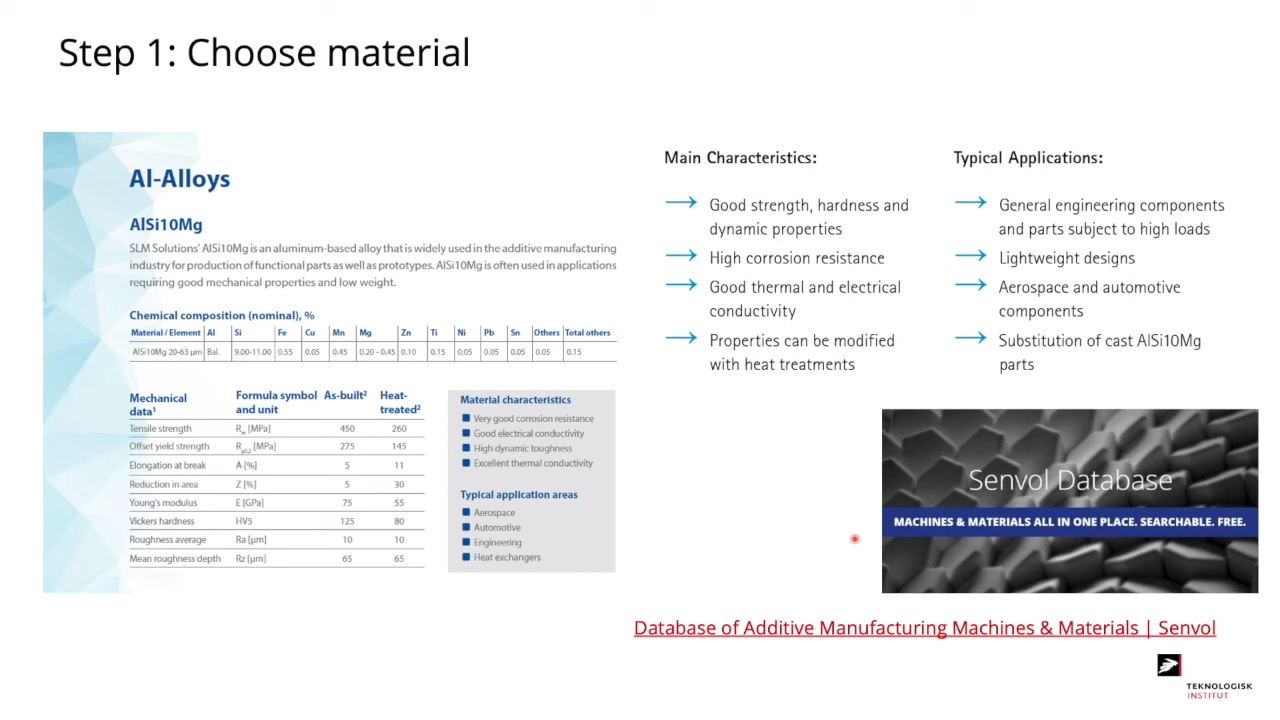 Step 1: Choose material
Al-Alloys
AlSi10Mg
SLM Solutions' AlSi10Mg is an aluminum-based alloy that is widely used in the additive manufacturing
industry for production of functional parts as well as prototypes. AlSi10Mg is often used in applications
requiring good mechanical properties and low weight.
Chemical composition (nominal), %
Material / Element Al Si Fe Cu Mn Mg Zn Ti Ni Pb Sn Others Total others
AlSi10Mg 20-63 µm Bal. 9.00-11.00 0.55 0.05 0.45 0.20 - 0.45 0.10 0.15 0.05 0.05 0.05 0.05 0.15
Mechanical data¹ Formula symbol and unit As-built² Heat-treated²
Tensile strength Rm [MPa] 450 260
Offset yield strength Rp0,2 [MPa] 275 145
Elongation at break A [%] 5 11
Reduction in area Z [%] 5 30
Young's modulus E [GPa] 75 55
Vickers hardness HV5 125 80
Roughness average Ra [µm] 10 10
Mean roughness depth Rz [µm] 65 65
Material characteristics
Very good corrosion resistance
Good electrical conductivity
High dynamic toughness
Excellent thermal conductivity
Typical application areas
Aerospace
Automotive
Engineering
Heat exchangers
Main Characteristics:
Good strength, hardness and
dynamic properties
High corrosion resistance
Good thermal and electrical
conductivity
Properties can be modified
with heat treatments
Typical Applications:
General engineering components
and parts subject to high loads
Lightweight designs
Aerospace and automotive
components
Substitution of cast AlSi10Mg
parts
Senvol Database
MACHINES & MATERIALS ALL IN ONE PLACE. SEARCHABLE. FREE.
Database of Additive Manufacturing Machines & Materials | Senvol
TEKNOLOGISK
INSTITUT